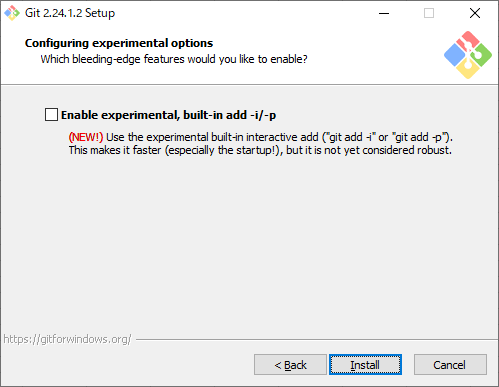 Git 2.24.1.2 Setup
Configuring experimental options
Which bleeding-edge features would you like to enable?
Enable experimental, built-in add -i/-p
(NEW!) Use the experimental built-in interactive add ("git add -i" or "git add -p").
This makes it faster (especially the startup!), but it is not yet considered robust.
https://gitforwindows.org/
< Back
Install
Cancel